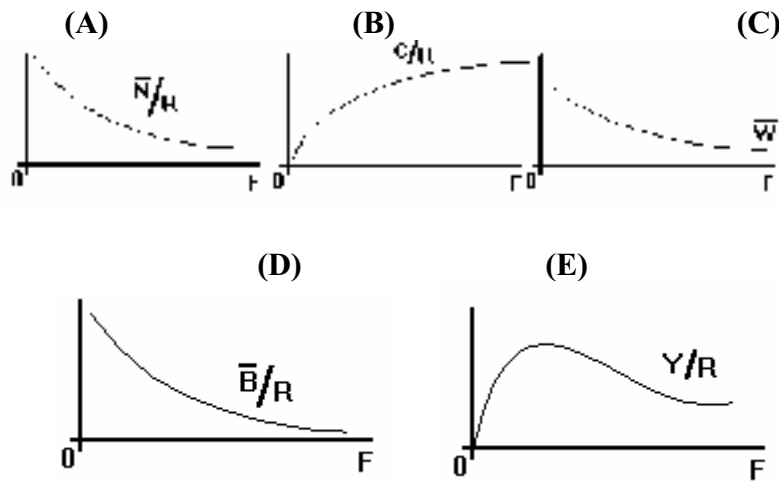 (A) (B) (C)
N̅/R C/R W̅
0 F 0 F 0 F
(D) (E)
B̅/R Y/R
0 F 0 F